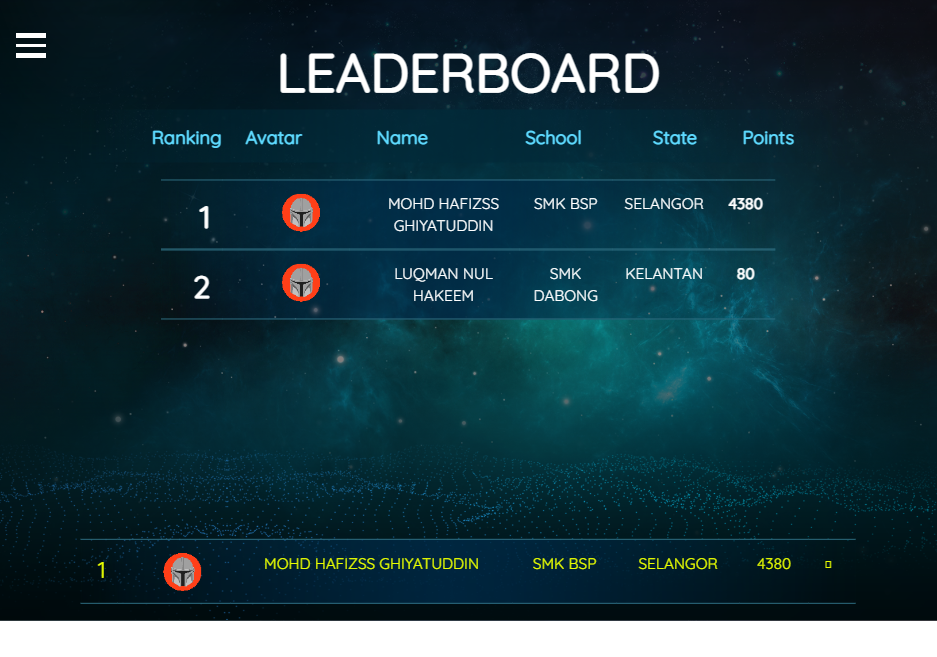 LEADERBOARD
Ranking Avatar Name School State Points
1 MOHD HAFIZSS SMK BSP SELANGOR 4380
GHIYATUDDIN
2 LUQMAN NUL SMK KELANTAN 80
HAKEEM DABONG
1 MOHD HAFIZSS GHIYATUDDIN SMK BSP SELANGOR 4380